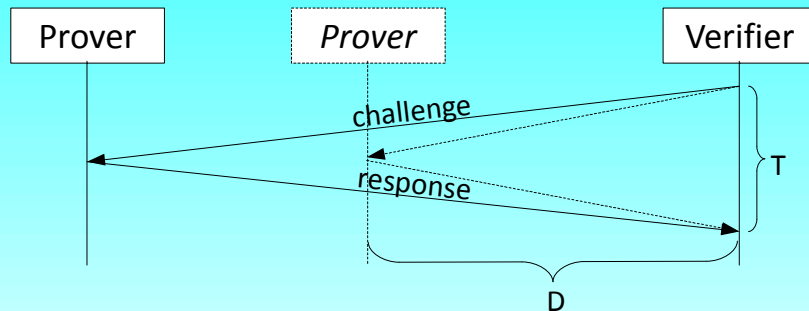 Prover
Prover
Verifier
challenge
T
response
D